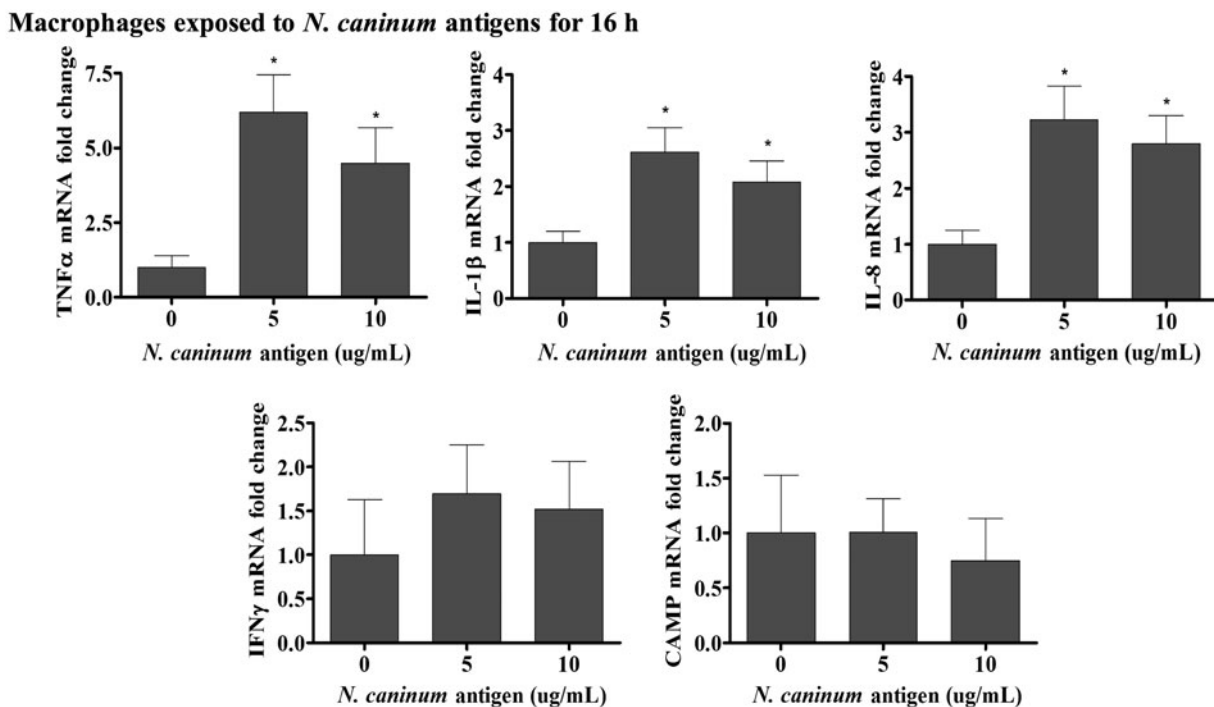 Macrophages exposed to N. caninum antigens for 16 h
TNFα mRNA fold change
7.5
5.0
2.5
0.0
*
*
0 5 10
N. caninum antigen (ug/mL)
IL-1β mRNA fold change
4
3
2
1
0
*
*
0 5 10
N. caninum antigen (ug/mL)
IL-8 mRNA fold change
4
3
2
1
0
*
*
0 5 10
N. caninum antigen (ug/mL)
IFNγ mRNA fold change
2.5
2.0
1.5
1.0
0.5
0.0
0 5 10
N. caninum antigen (ug/mL)
CAMP mRNA fold change
2.0
1.5
1.0
0.5
0.0
0 5 10
N. caninum antigen (ug/mL)